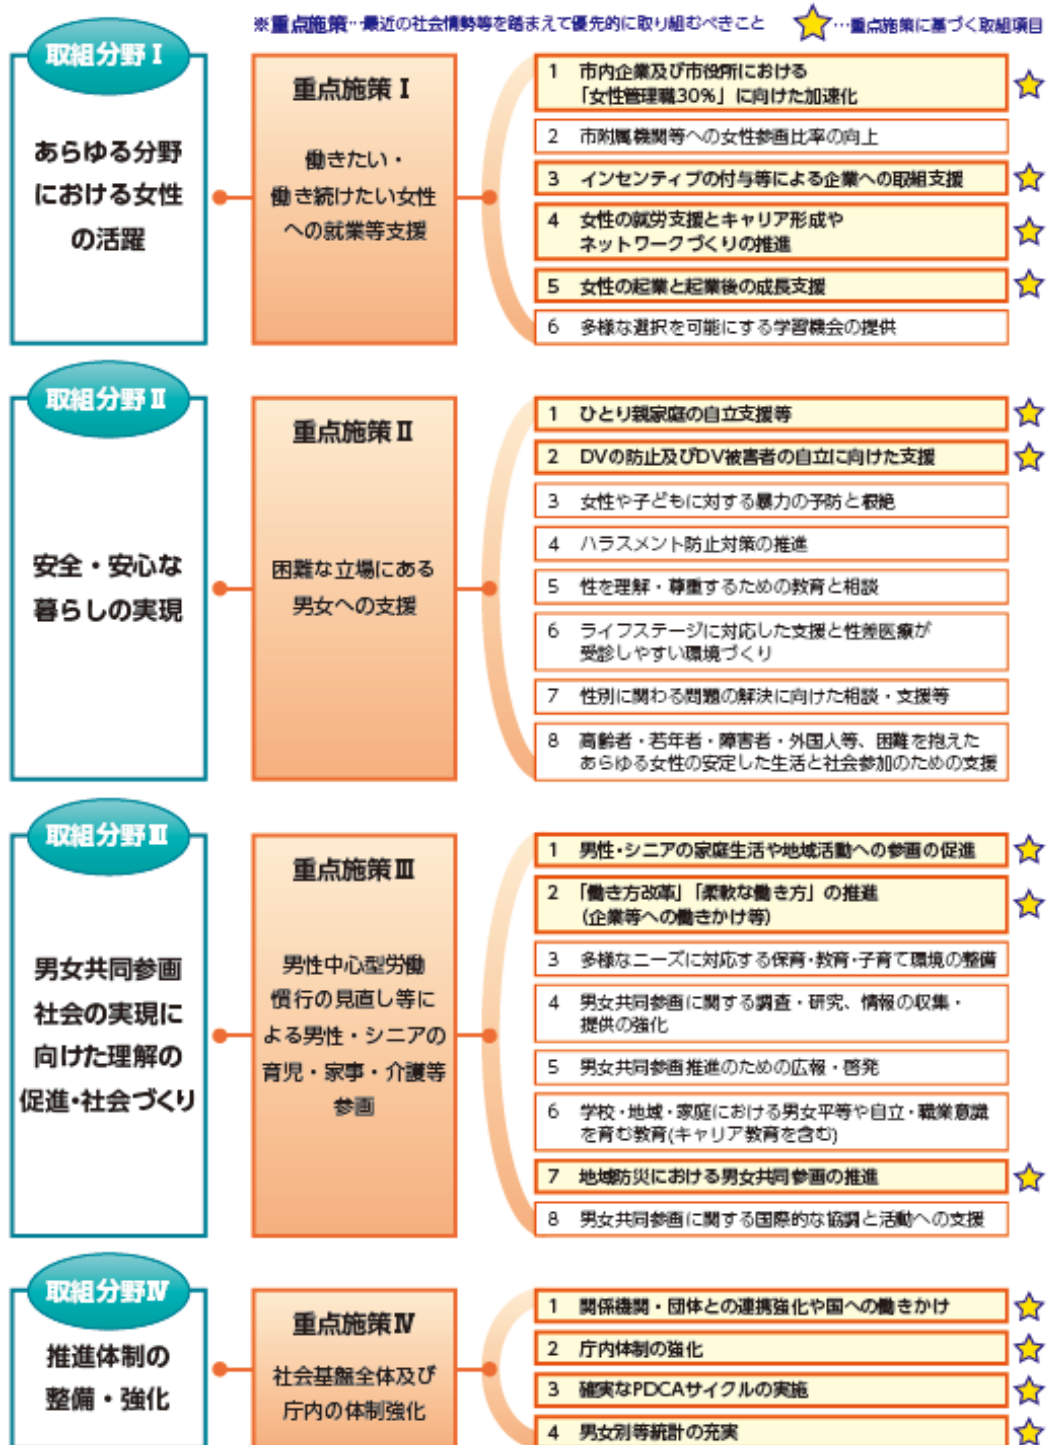 ※重点施策…最近の社会情勢等を踏まえて優先的に取り組むべきこと
…重点施策に基づく取組項目
取組分野Ⅰ
あらゆる分野
における女性
の活躍
重点施策Ⅰ
働きたい・
働き続けたい女性
への就業等支援
1 市内企業及び市役所における
「女性管理職30%」に向けた加速化
2 市附属機関等への女性参画比率の向上
3 インセンティブの付与等による企業への取組支援
4 女性の就労支援とキャリア形成や
ネットワークづくりの推進
5 女性の起業と起業後の成長支援
6 多様な選択を可能にする学習機会の提供
取組分野Ⅱ
安全・安心な
暮らしの実現
重点施策Ⅱ
困難な立場にある
男女への支援
1 ひとり親家庭の自立支援等
2 DVの防止及びDV被害者の自立に向けた支援
3 女性や子どもに対する暴力の予防と根絶
4 ハラスメント防止対策の推進
5 性を理解・尊重するための教育と相談
6 ライフステージに対応した支援と性差医療が
受診しやすい環境づくり
7 性別に関わる問題の解決に向けた相談・支援等
8 高齢者・若年者・障害者・外国人等、困難を抱えた
あらゆる女性の安定した生活と社会参加のための支援
取組分野Ⅲ
男女共同参画
社会の実現に
向けた理解の
促進・社会づくり
重点施策Ⅲ
男性中心型労働
慣行の見直し等に
よる男性・シニアの
育児・家事・介護等
参画
1 男性・シニアの家庭生活や地域活動への参画の促進
2 「働き方改革」「柔軟な働き方」の推進
(企業等への働きかけ等)
3 多様なニーズに対応する保育・教育・子育て環境の整備
4 男女共同参画に関する調査・研究、情報の収集・
提供の強化
5 男女共同参画推進のための広報・啓発
6 学校・地域・家庭における男女平等や自立・職業意識
を育む教育(キャリア教育を含む)
7 地域防災における男女共同参画の推進
8 男女共同参画に関する国際的な協調と活動への支援
取組分野Ⅳ
推進体制の
整備・強化
重点施策Ⅳ
社会基盤全体及び
庁内の体制強化
1 関係機関・団体との連携強化や国への働きかけ
2 庁内体制の強化
3 確実なPDCAサイクルの実施
4 男女別等統計の充実